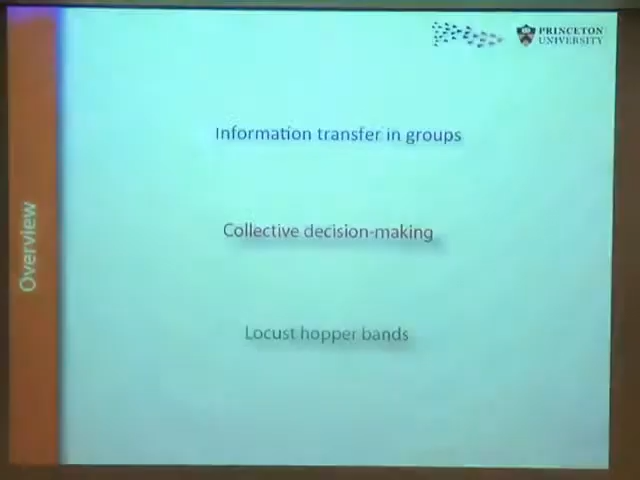 PRINCETON
UNIVERSITY
Information transfer in groups
Collective decision-making
Locust hopper bands
Overview